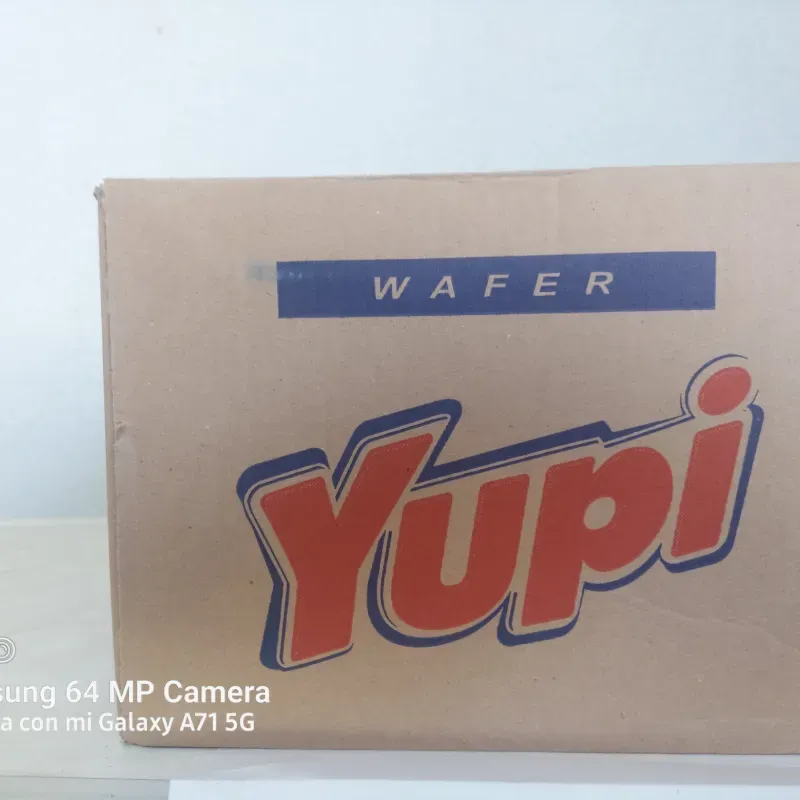 WAFER
Yupi
sung 64 MP Camera
a con mi Galaxy A71 5G